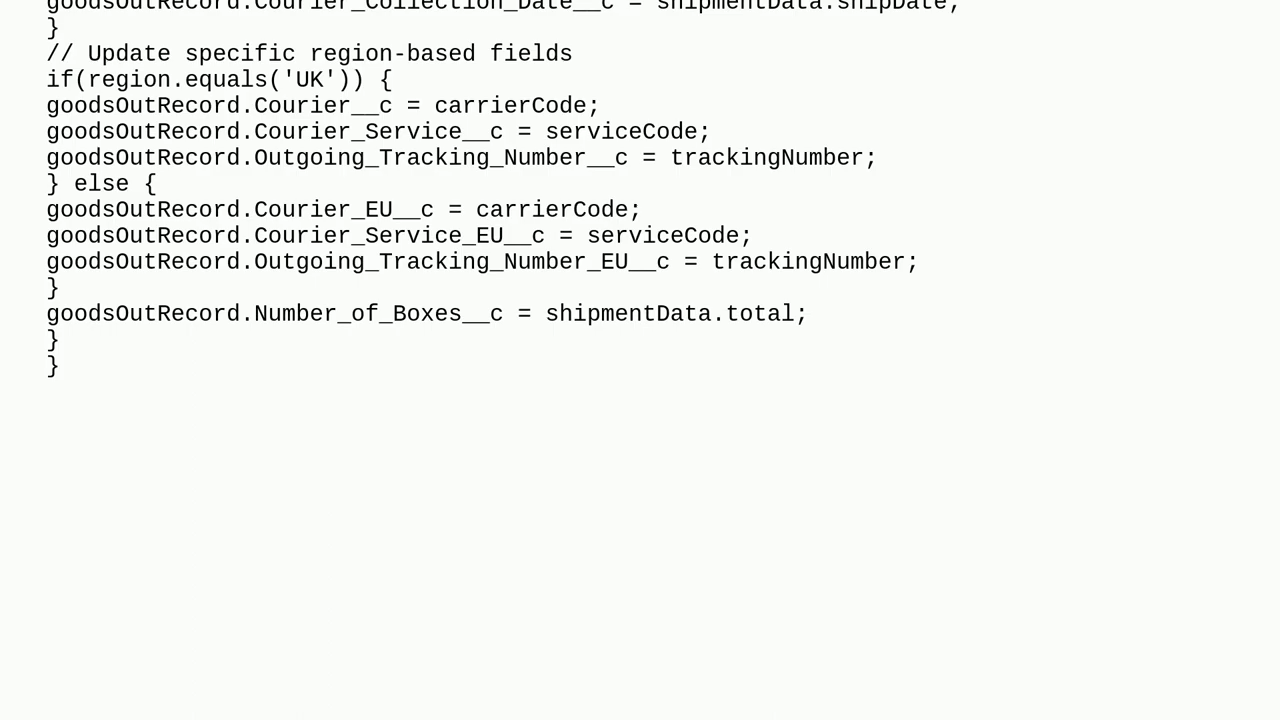 goodsOutRecord.Courier_Collection_Date__c = shipmentData.shipDate;
}
// Update specific region-based fields
if(region.equals('UK')) {
goodsOutRecord.Courier__c = carrierCode;
goodsOutRecord.Courier_Service__c = serviceCode;
goodsOutRecord.Outgoing_Tracking_Number__c = trackingNumber;
} else {
goodsOutRecord.Courier_EU__c = carrierCode;
goodsOutRecord.Courier_Service_EU__c = serviceCode;
goodsOutRecord.Outgoing_Tracking_Number_EU__c = trackingNumber;
}
goodsOutRecord.Number_of_Boxes__c = shipmentData.total;
}
}